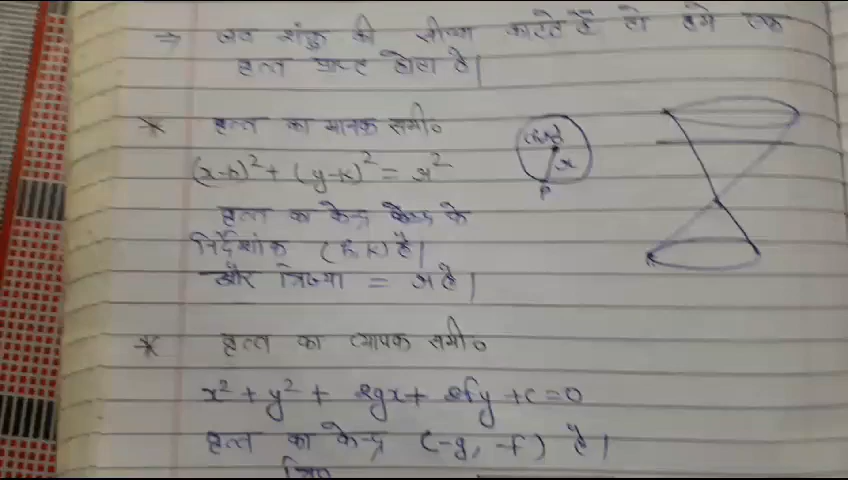 → जब शंकु को सीधा काटते हैं तो हमें एक
वृत्त प्राप्त होता है।
* वृत्त का मानक समी०
(x-h)² + (y-k)² = r²
(h,k)
r
P
वृत्त का केन्द्र के
निर्देशांक (h, k) है।
और त्रिज्या = r है।
* वृत्त का व्यापक समी०
x² + y² + 2gx + 2fy + c = 0
वृत्त का केन्द्र (-g, -f) है।